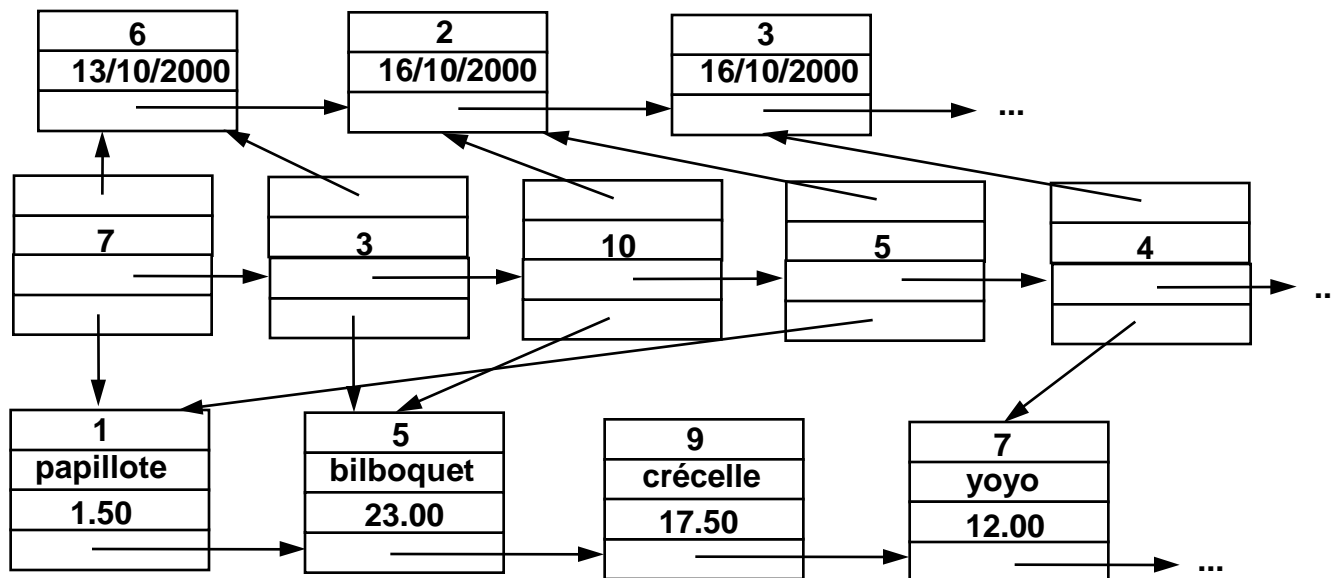 6 2 3
13/10/2000 16/10/2000 16/10/2000
...
7 3 10 5 4
..
1 5 9 7
papillote bilboquet crécelle yoyo
1.50 23.00 17.50 12.00
...